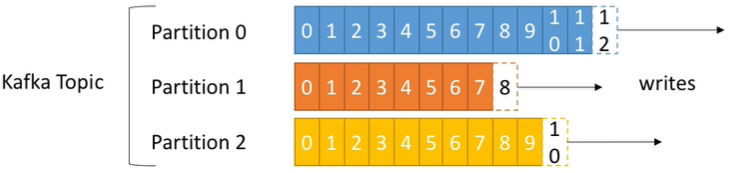 Partition 0 0 1 2 3 4 5 6 7 8 9 10 11 12
Kafka Topic Partition 1 0 1 2 3 4 5 6 7 8 writes
Partition 2 0 1 2 3 4 5 6 7 8 9 10